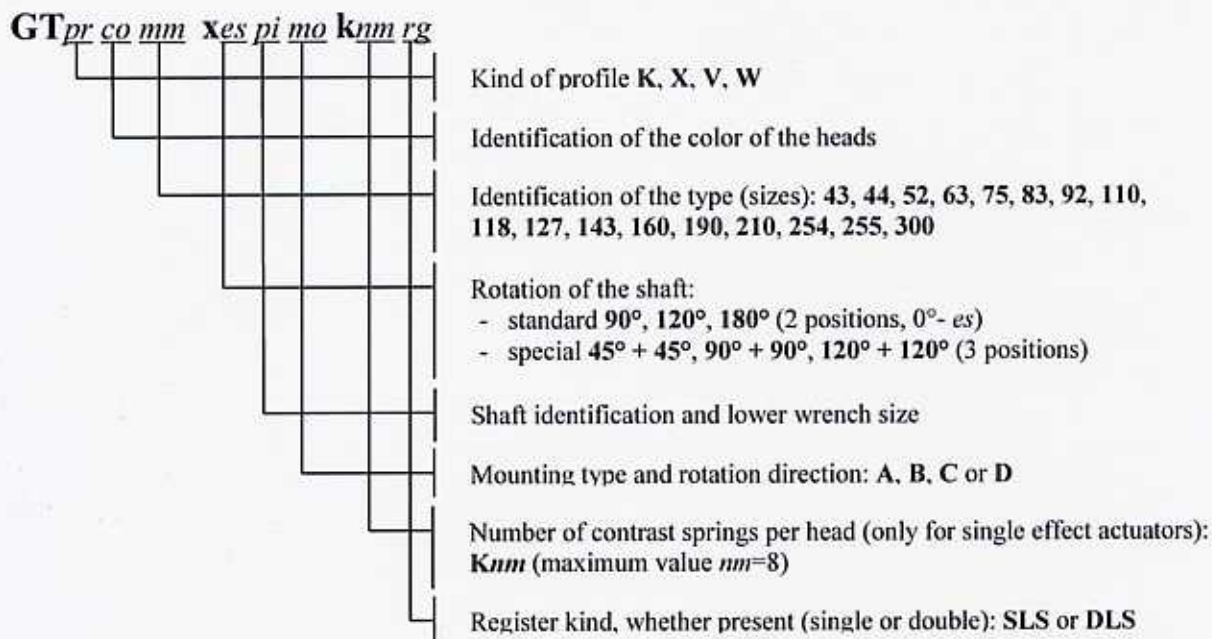 GTpr co mm xes pi mo knm rg
Kind of profile K, X, V, W
Identification of the color of the heads
Identification of the type (sizes): 43, 44, 52, 63, 75, 83, 92, 110,
118, 127, 143, 160, 190, 210, 254, 255, 300
Rotation of the shaft:
- standard 90°, 120°, 180° (2 positions, 0°- es)
- special 45° + 45°, 90° + 90°, 120° + 120° (3 positions)
Shaft identification and lower wrench size
Mounting type and rotation direction: A, B, C or D
Number of contrast springs per head (only for single effect actuators):
Knm (maximum value nm=8)
Register kind, whether present (single or double): SLS or DLS